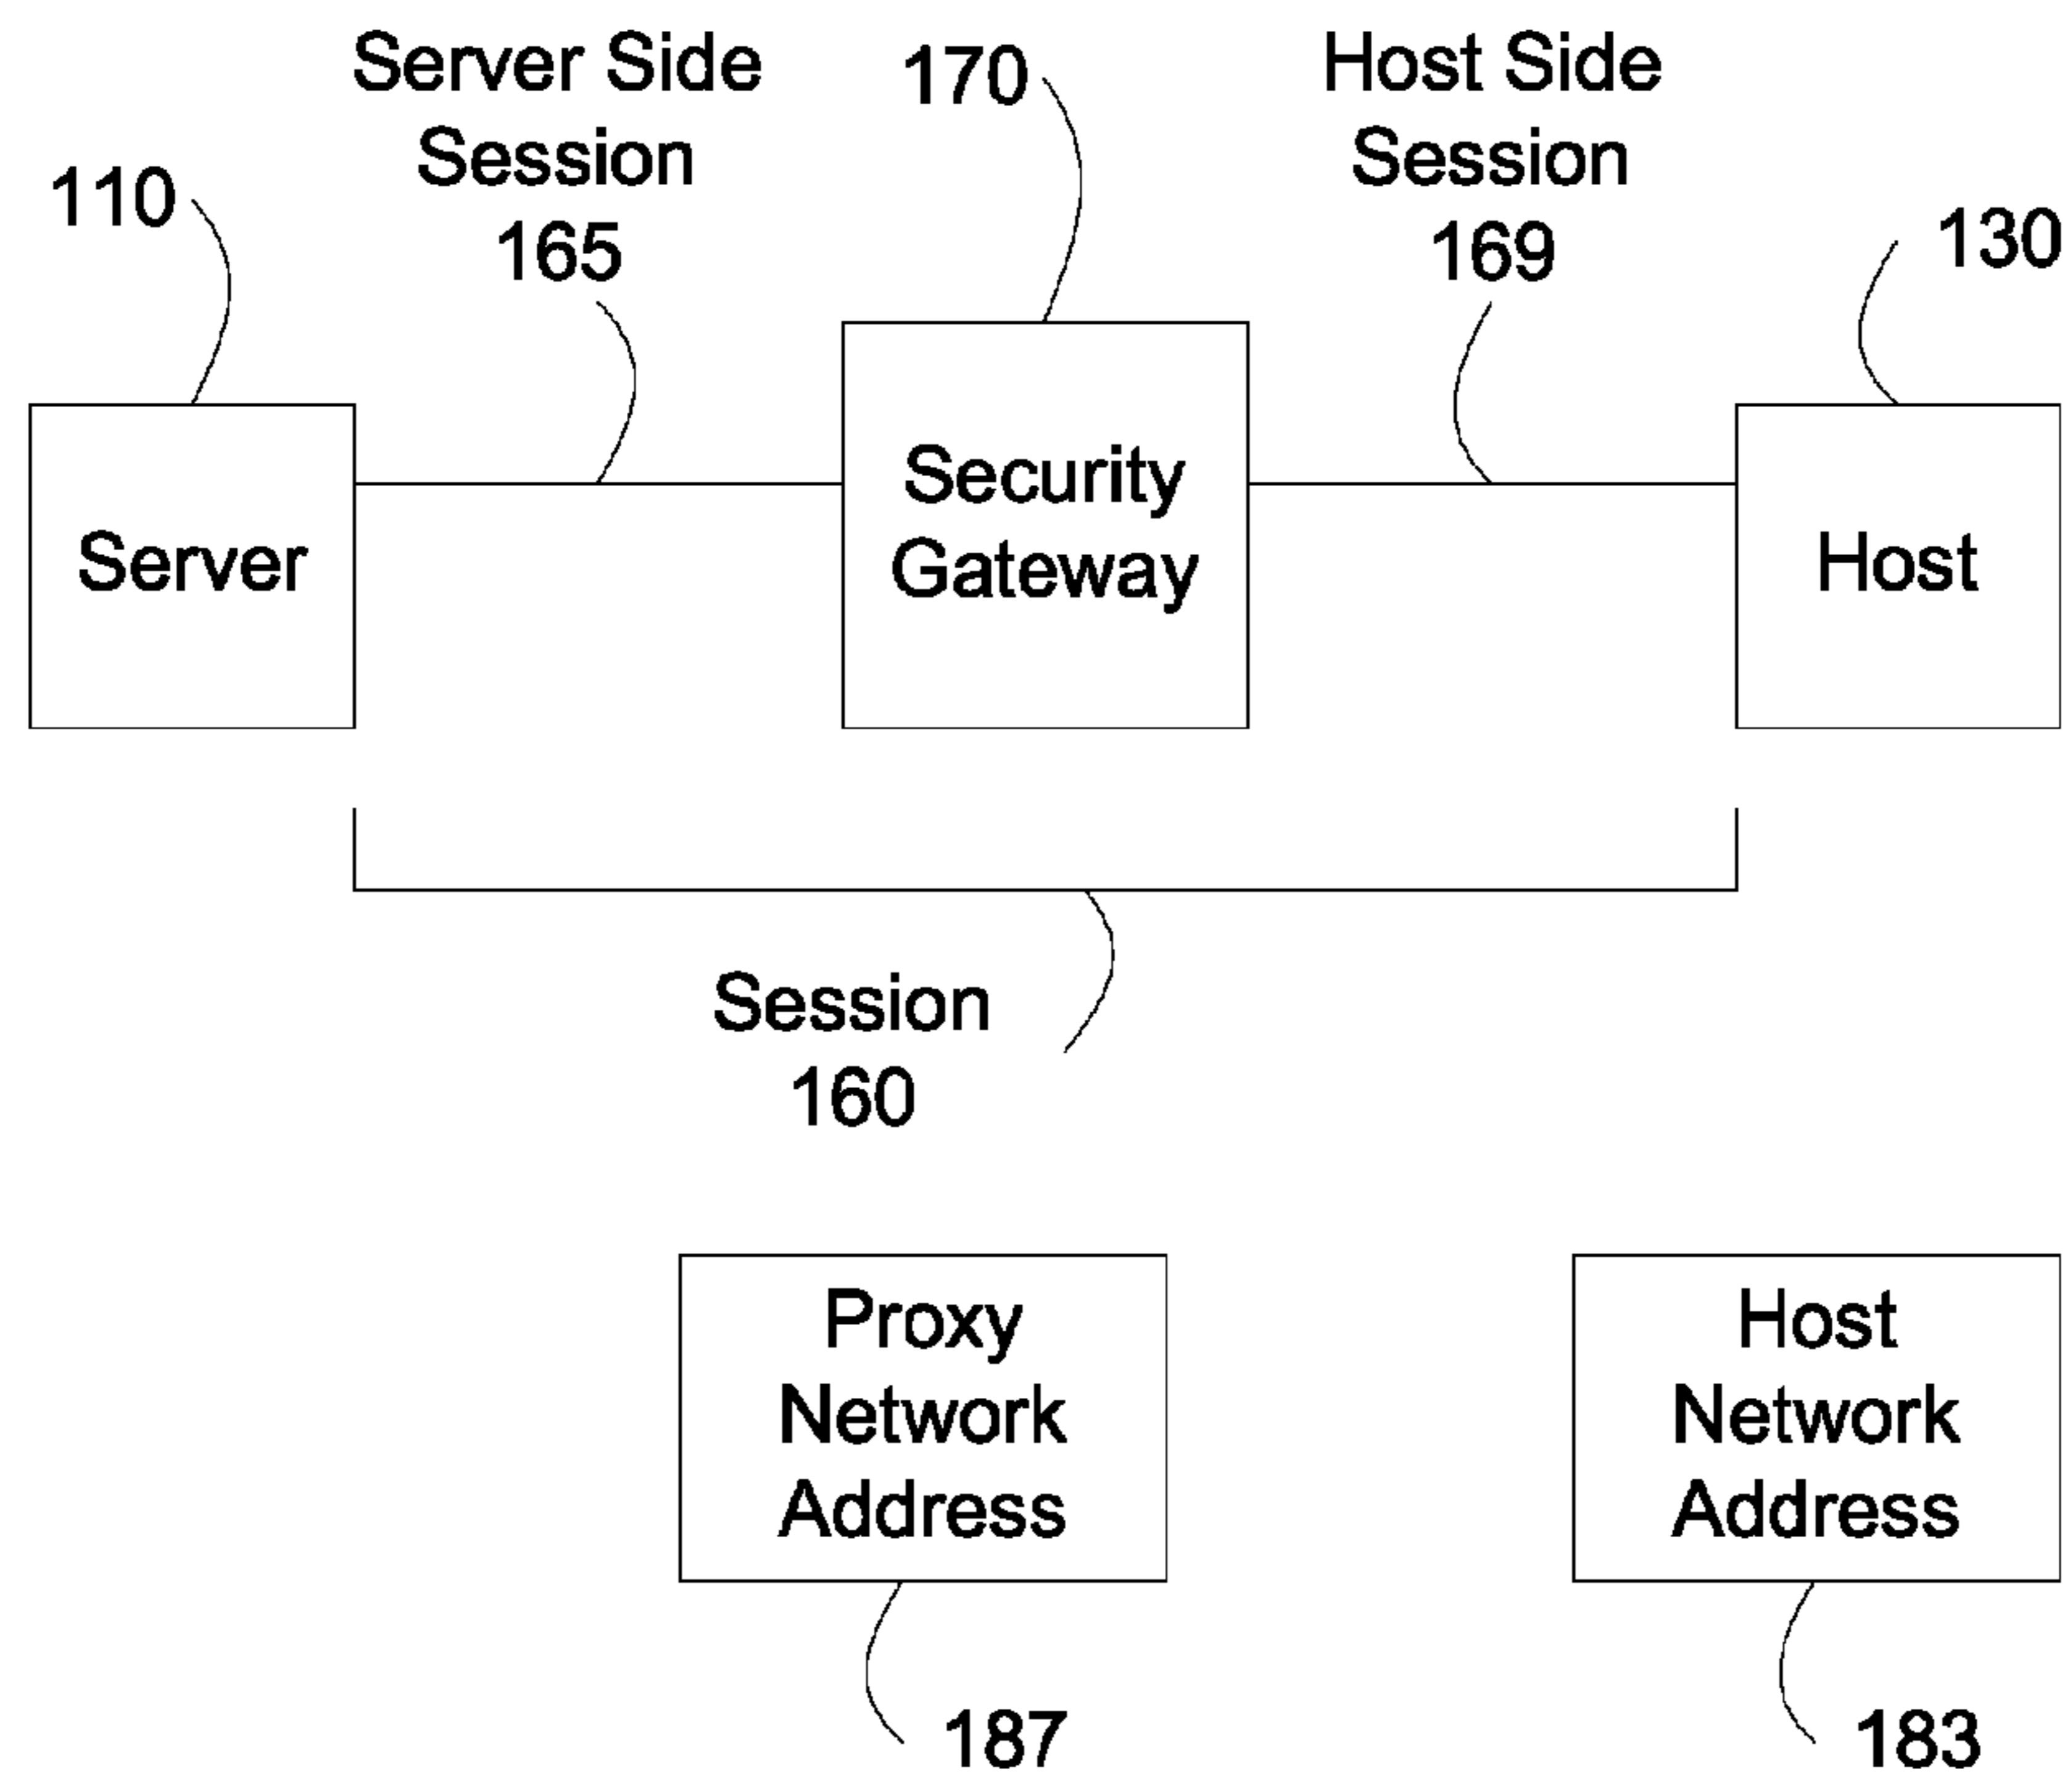 Server Side
Session
165
170
Host Side
Session
169
110
130
Server
Security
Gateway
Host
Session
160
Proxy
Network
Address
Host
Network
Address
187
183